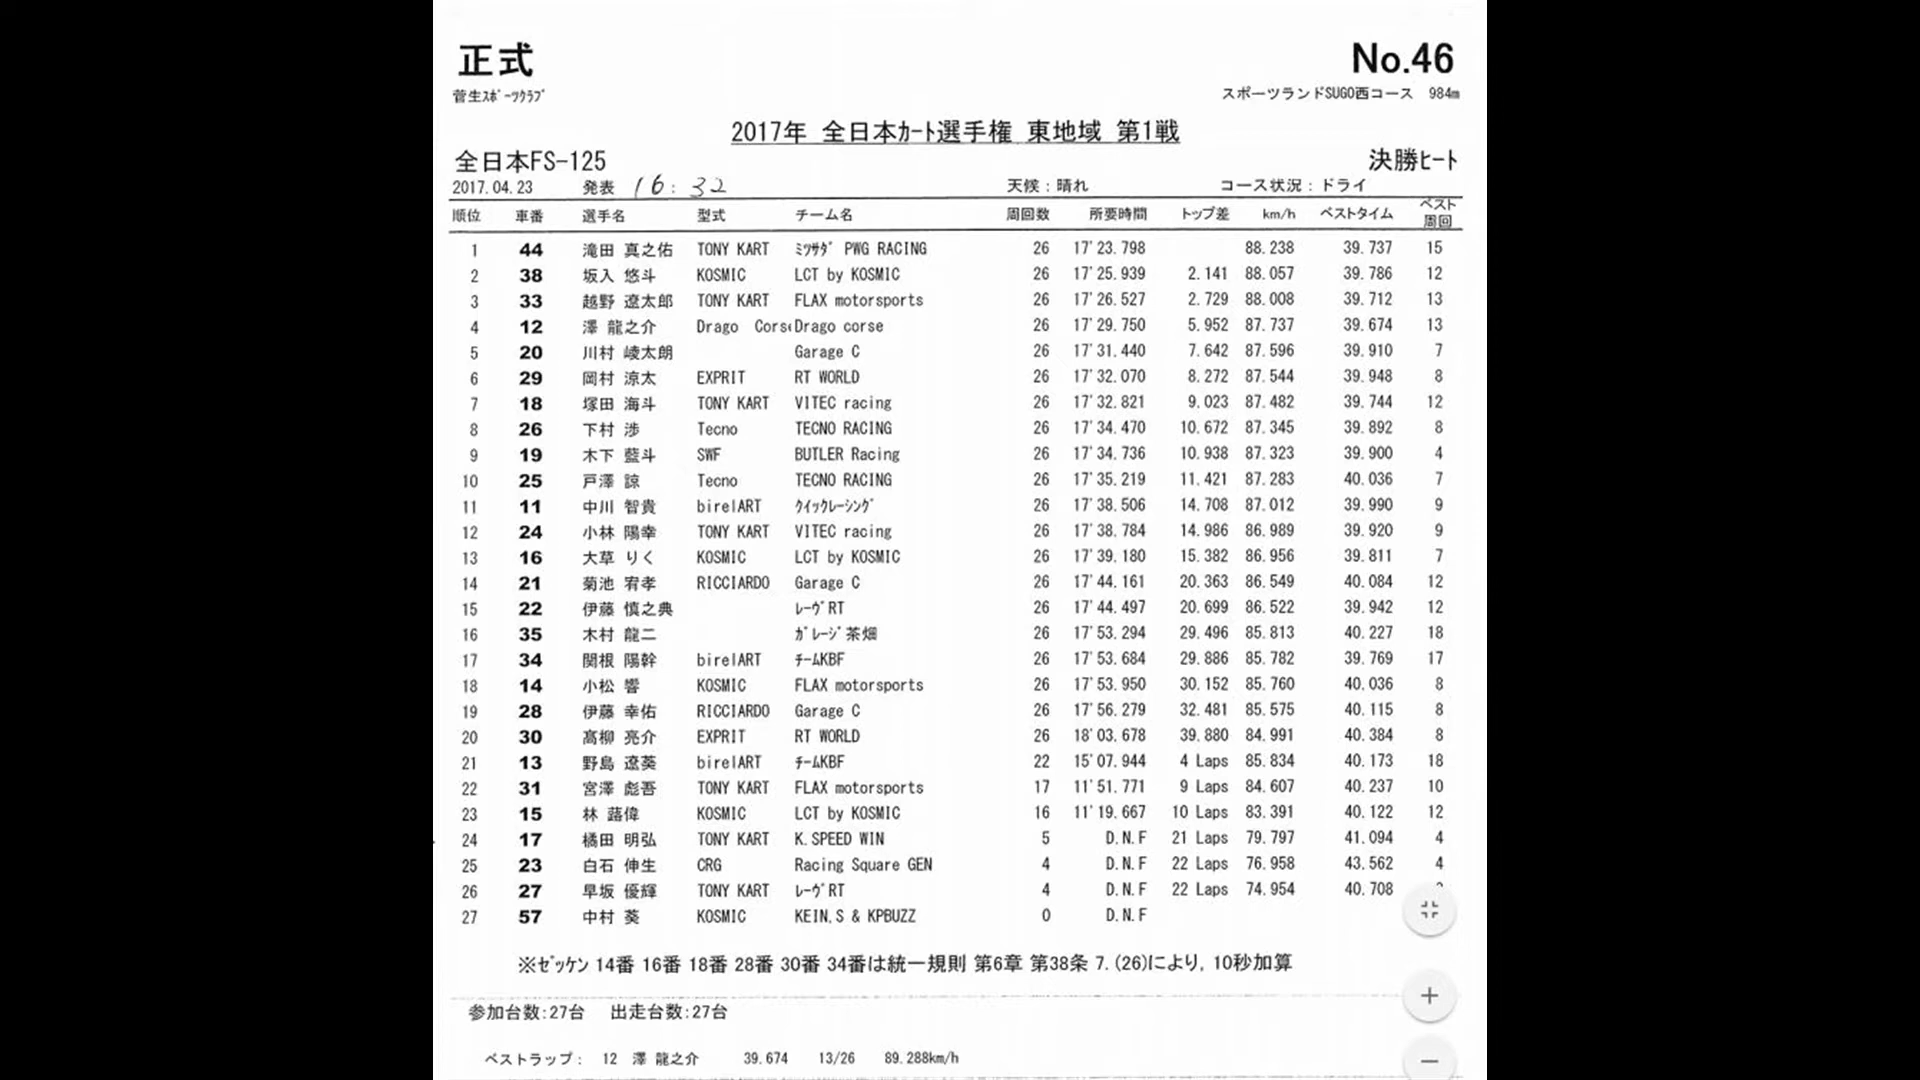 正式
No.46
菅生ｽﾎﾟｰﾂｸﾗﾌﾞ
スポーツランドSUGO西コース 984m
2017年 全日本ｶｰﾄ選手権 東地域 第1戦
全日本FS-125
決勝ﾋｰﾄ
2017.04.23 発表 16:32 天候:晴れ コース状況:ドライ
順位 車番 選手名 型式 チーム名 周回数 所要時間 トップ差 km/h ベストタイム ベスト周回
1 44 滝田 真之佑 TONY KART ﾐﾂｻﾀﾞ PWG RACING 26 17'23.798 88.238 39.737 15
2 38 坂入 悠斗 KOSMIC LCT by KOSMIC 26 17'25.939 2.141 88.057 39.786 12
3 33 越野 遼太郎 TONY KART FLAX motorsports 26 17'26.527 2.729 88.008 39.712 13
4 12 澤 龍之介 Drago Corse Drago corse 26 17'29.750 5.952 87.737 39.674 13
5 20 川村 崚太朗 Garage C 26 17'31.440 7.642 87.596 39.910 7
6 29 岡村 涼太 EXPRIT RT WORLD 26 17'32.070 8.272 87.544 39.948 8
7 18 塚田 海斗 TONY KART VITEC racing 26 17'32.821 9.023 87.482 39.744 12
8 26 下村 渉 Tecno TECNO RACING 26 17'34.470 10.672 87.345 39.892 8
9 19 木下 藍斗 SWF BUTLER Racing 26 17'34.736 10.938 87.323 39.900 4
10 25 戸澤 諒 Tecno TECNO RACING 26 17'35.219 11.421 87.283 40.036 7
11 11 中川 智貴 birelART ｸｲｯｸﾚｰｼﾝｸﾞ 26 17'38.506 14.708 87.012 39.990 9
12 24 小林 陽幸 TONY KART VITEC racing 26 17'38.784 14.986 86.989 39.920 9
13 16 大草 りく KOSMIC LCT by KOSMIC 26 17'39.180 15.382 86.956 39.811 7
14 21 菊池 宥孝 RICCIARDO Garage C 26 17'44.161 20.363 86.549 40.084 12
15 22 伊藤 慎之典 ﾚｰｳﾞRT 26 17'44.497 20.699 86.522 39.942 12
16 35 木村 龍二 ｶﾞﾚｰｼﾞ茶畑 26 17'53.294 29.496 85.813 40.227 18
17 34 関根 陽幹 birelART ﾁｰﾑKBF 26 17'53.684 29.886 85.782 39.769 17
18 14 小松 響 KOSMIC FLAX motorsports 26 17'53.950 30.152 85.760 40.036 8
19 28 伊藤 幸佑 RICCIARDO Garage C 26 17'56.279 32.481 85.575 40.115 8
20 30 髙柳 亮介 EXPRIT RT WORLD 26 18'03.678 39.880 84.991 40.384 8
21 13 野島 遼葵 birelART ﾁｰﾑKBF 22 15'07.944 4 Laps 85.834 40.173 18
22 31 宮澤 彪吾 TONY KART FLAX motorsports 17 11'51.771 9 Laps 84.607 40.237 10
23 15 林 蕗偉 KOSMIC LCT by KOSMIC 16 11'19.667 10 Laps 83.391 40.122 12
24 17 橘田 明弘 TONY KART K.SPEED WIN 5 D.N.F 21 Laps 79.797 41.094 4
25 23 白石 伸生 CRG Racing Square GEN 4 D.N.F 22 Laps 76.958 43.562 4
26 27 早坂 優輝 TONY KART ﾚｰｳﾞRT 4 D.N.F 22 Laps 74.954 40.708
27 57 中村 葵 KOSMIC KEIN.S & KPBUZZ 0 D.N.F
※ｾﾞｯｹﾝ 14番 16番 18番 28番 30番 34番は統一規則 第6章 第38条 7.(26)により, 10秒加算
参加台数:27台 出走台数:27台
ベストラップ: 12 澤 龍之介 39.674 13/26 89.288km/h